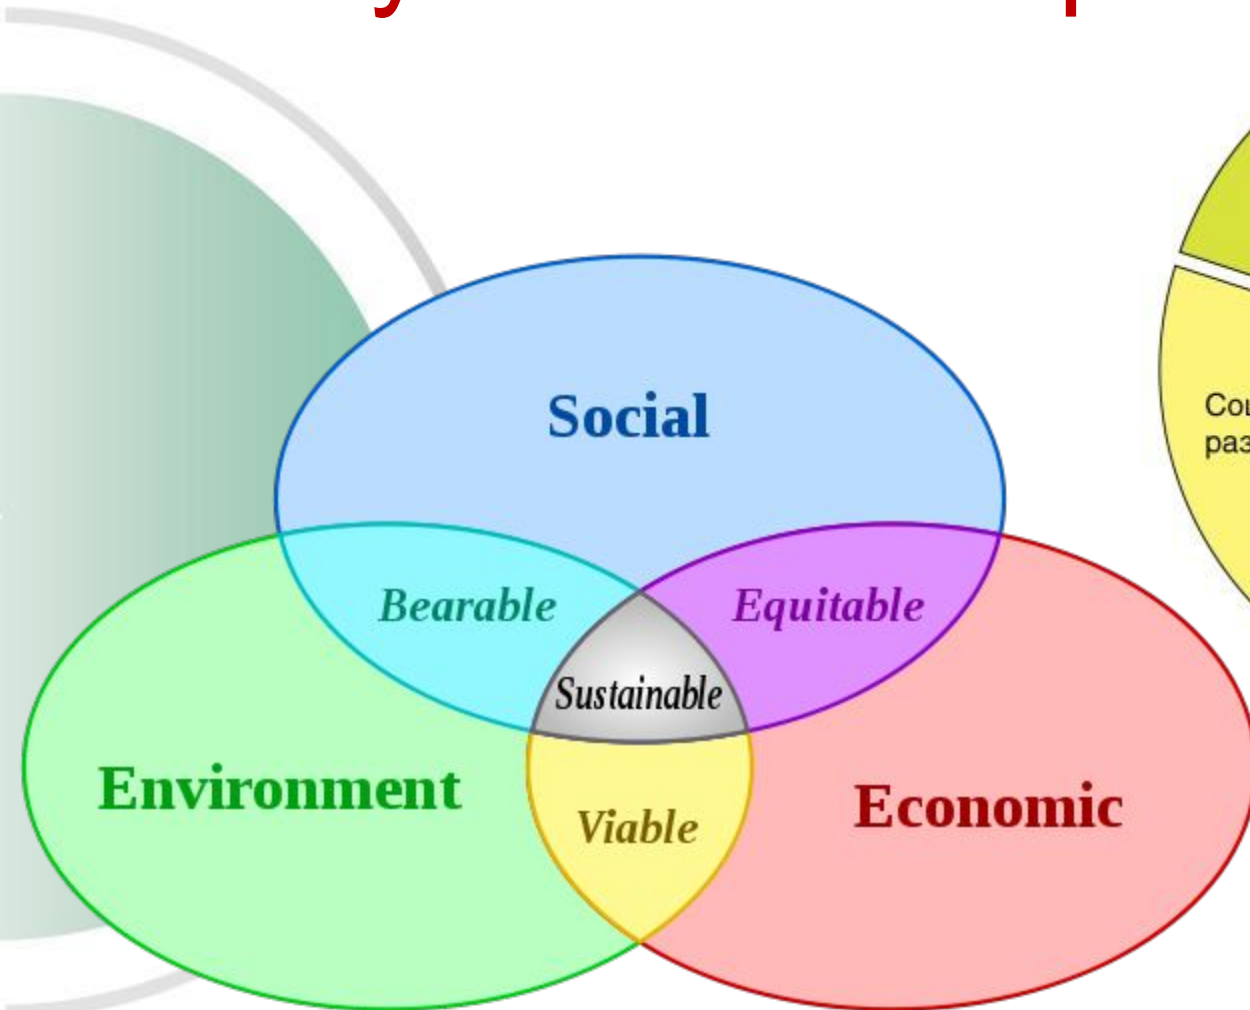 Social
Bearable
Equitable
Sustainable
Environment
Economic
Viable